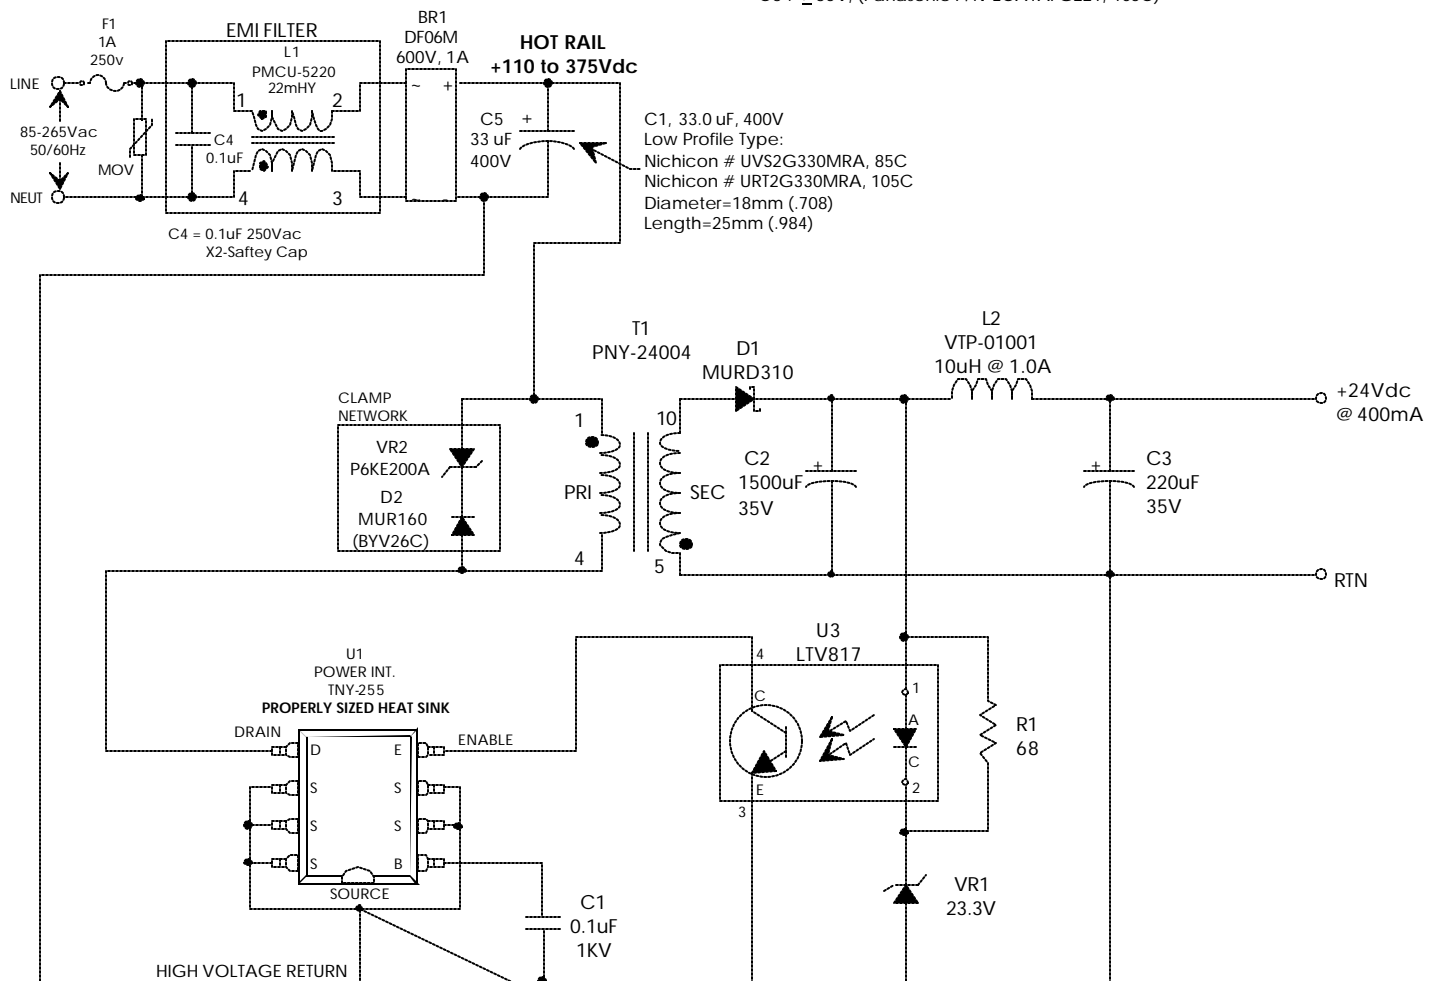 F1
1A
250v
EMI FILTER
L1
PMCU-5220
22mHY
BR1
DF06M
600V, 1A
HOT RAIL
+110 to 375Vdc
LINE
85-265Vac
50/60Hz
NEUT
MOV
C4
0.1uF
1
2
4
3
~ +
~ -
C5
33 uF
400V
+
C1, 33.0 uF, 400V
Low Profile Type:
Nichicon # UVS2G330MRA, 85C
Nichicon # URT2G330MRA, 105C
Diameter=18mm (.708)
Length=25mm (.984)
C4 = 0.1uF 250Vac
X2-Saftey Cap
T1
PNY-24004
D1
MURD310
L2
VTP-01001
10uH @ 1.0A
+24Vdc
@ 400mA
CLAMP
NETWORK
VR2
P6KE200A
D2
MUR160
(BYV26C)
1
10
PRI
SEC
4
5
C2
1500uF
35V
+
C3
220uF
35V
+
RTN
U1
POWER INT.
TNY-255
PROPERLY SIZED HEAT SINK
DRAIN
ENABLE
D E
S S
S S
S B
SOURCE
U3
LTV817
4
C
E
3
1
A
C
2
R1
68
VR1
23.3V
C1
0.1uF
1KV
HIGH VOLTAGE RETURN